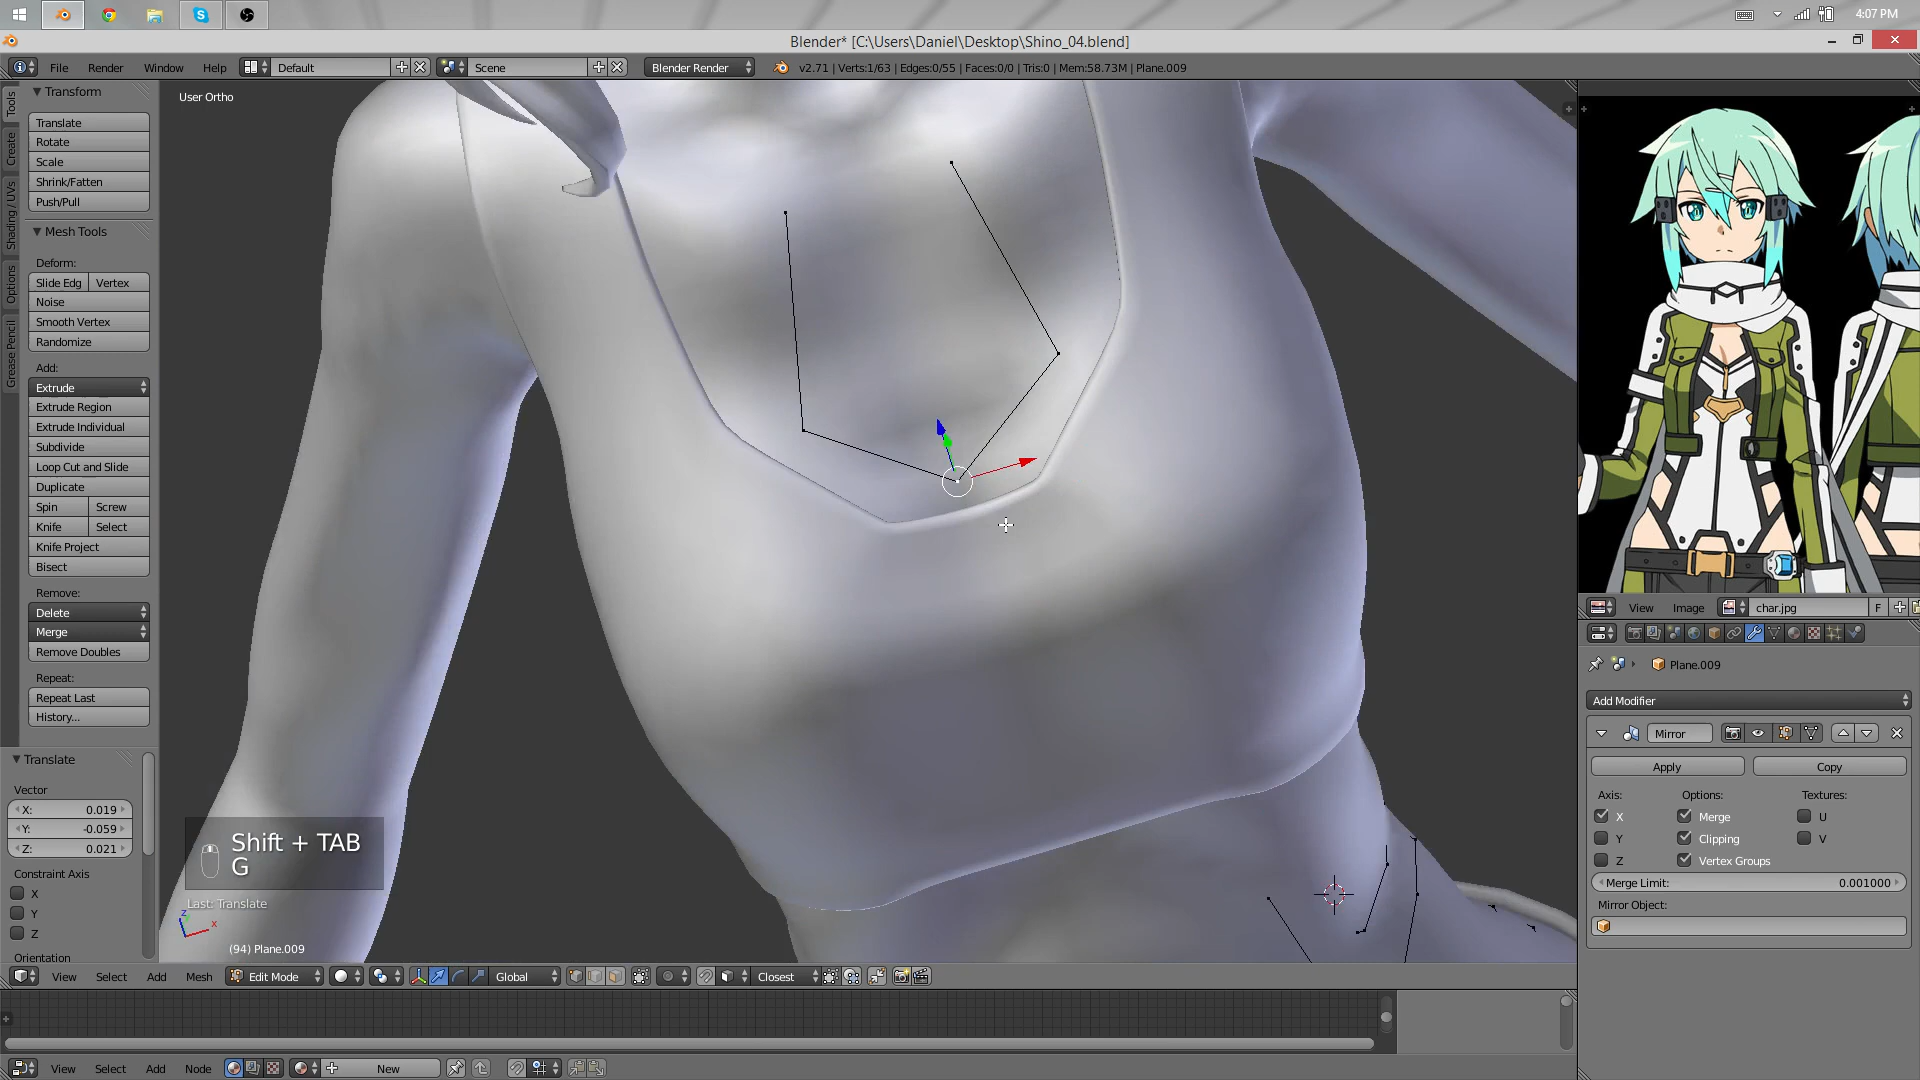 4:07 PM
Blender* [C:\Users\Daniel\Desktop\Shino_04.blend]
File Render Window Help Default Scene Blender Render v2.71 | Verts:1/63 | Edges:0/55 | Faces:0/0 | Tris:0 | Mem:58.73M | Plane.009
Tools
Create
Shading / UVs
Options
Grease Pencil
Transform
Translate
Rotate
Scale
Shrink/Fatten
Push/Pull
Mesh Tools
Deform:
Slide Edg Vertex
Noise
Smooth Vertex
Randomize
Add:
Extrude
Extrude Region
Extrude Individual
Subdivide
Loop Cut and Slide
Duplicate
Spin Screw
Knife Select
Knife Project
Bisect
Remove:
Delete
Merge
Remove Doubles
Repeat:
Repeat Last
History...
Translate
Vector
X: 0.019
Y: -0.059
Z: 0.021
Constraint Axis
X
Y
Z
Orientation
User Ortho
Shift + TAB
G
Last: Translate
z
x
(94) Plane.009
View Select Add Mesh Edit Mode Global Closest
View Select Add Node New
View Image char.jpg F
Plane.009
Add Modifier
Mirror
Apply Copy
Axis: Options: Textures:
X Merge U
Y Clipping V
Z Vertex Groups
Merge Limit: 0.001000
Mirror Object: